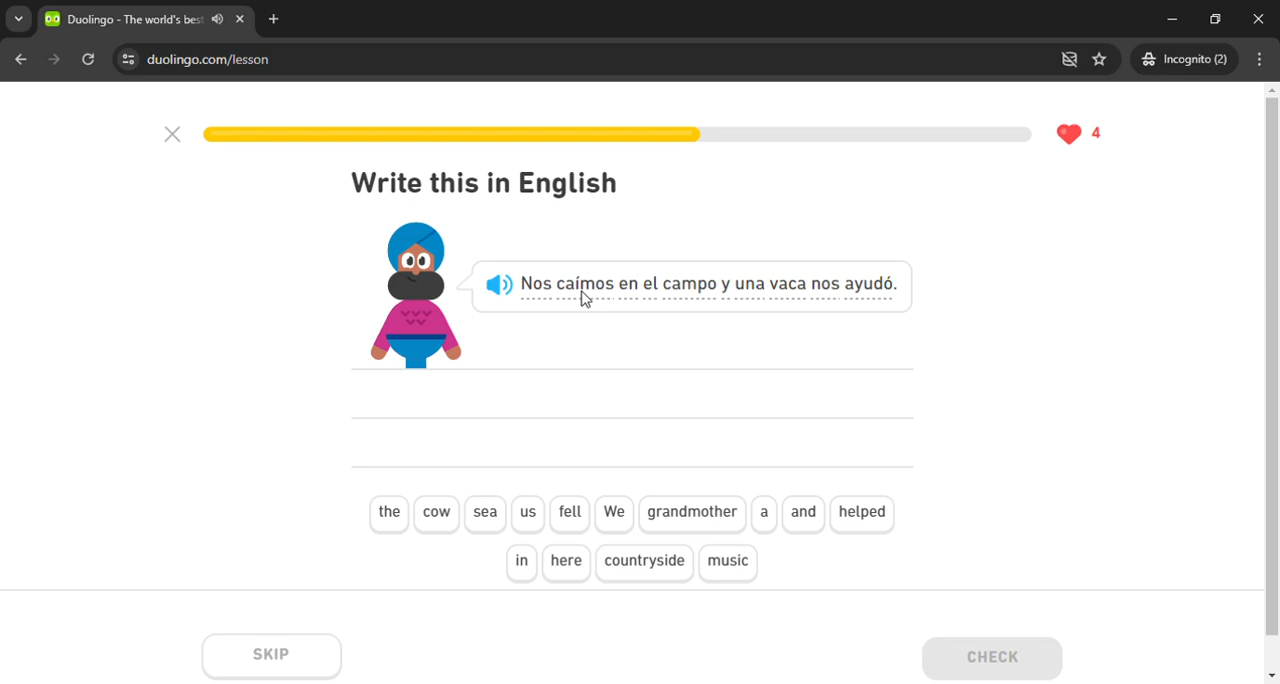 Duolingo - The world's best
duolingo.com/lesson
Incognito (2)
4
Write this in English
Nos caímos en el campo y una vaca nos ayudó.
the cow sea us fell We grandmother a and helped
in here countryside music
SKIP
CHECK